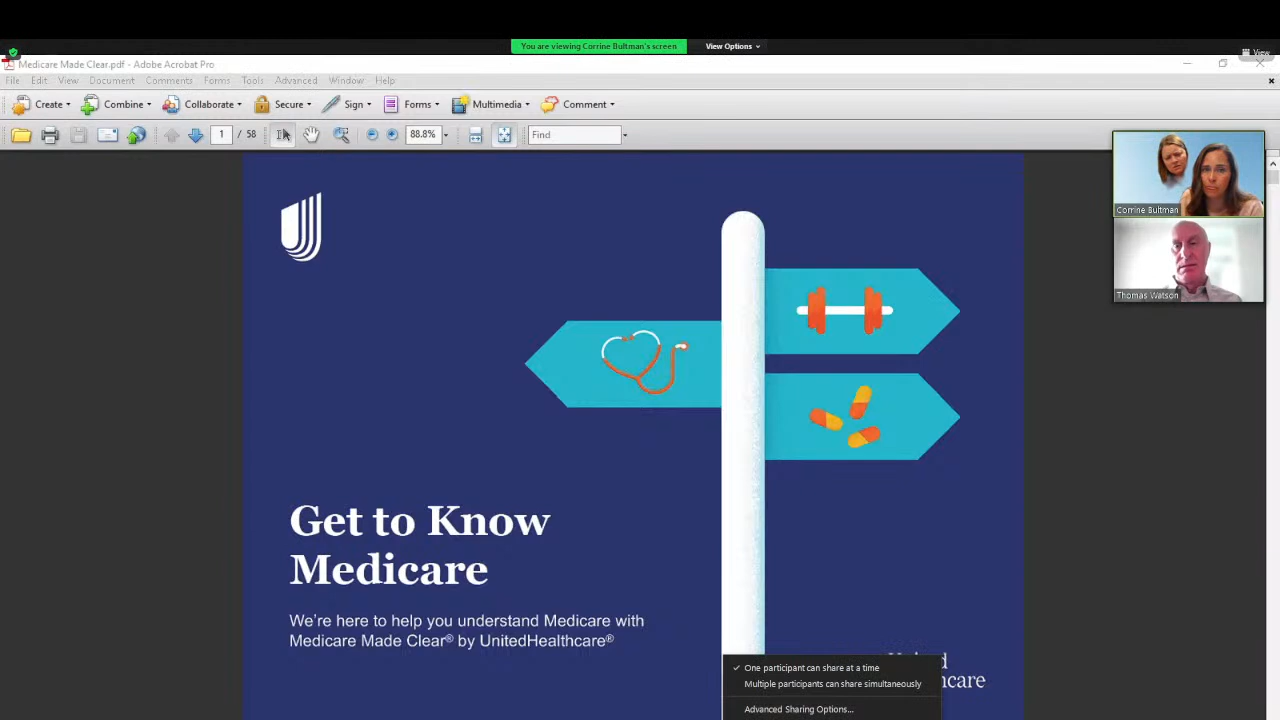 You are viewing Corrine Bultman's screen
View Options
View
Medicare Made Clear.pdf - Adobe Acrobat Pro
File Edit View Document Comments Forms Tools Advanced Window Help
Create Combine Collaborate Secure Sign Forms Multimedia Comment
1 / 58 88.8% Find
Corrine Bultman
Thomas Watson
Get to Know
Medicare
We're here to help you understand Medicare with
Medicare Made Clear® by UnitedHealthcare®
One participant can share at a time
Multiple participants can share simultaneously
Advanced Sharing Options...